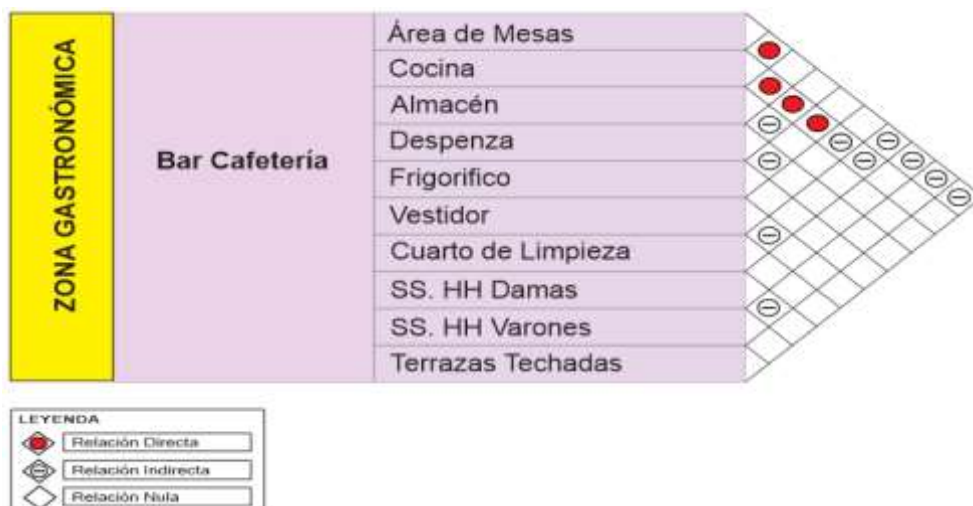 ZONA GASTRONÓMICA
Bar Cafetería
Área de Mesas
Cocina
Almacén
Despenza
Frigorifico
Vestidor
Cuarto de Limpieza
SS. HH Damas
SS. HH Varones
Terrazas Techadas
LEYENDA
Relación Directa
Relación Indirecta
Relación Nula